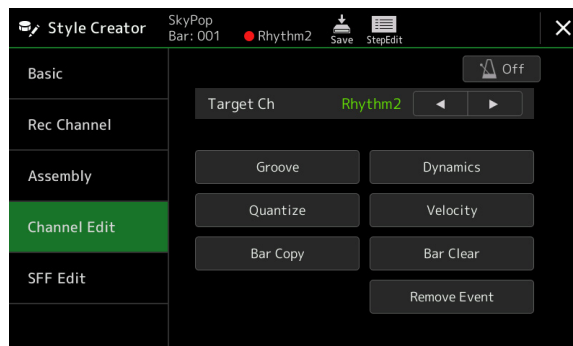 Style Creator
SkyPop
Bar: 001 Rhythm2 Save StepEdit
Basic
Off
Target Ch Rhythm2
Rec Channel
Assembly
Groove Dynamics
Channel Edit
Quantize Velocity
Bar Copy Bar Clear
SFF Edit
Remove Event